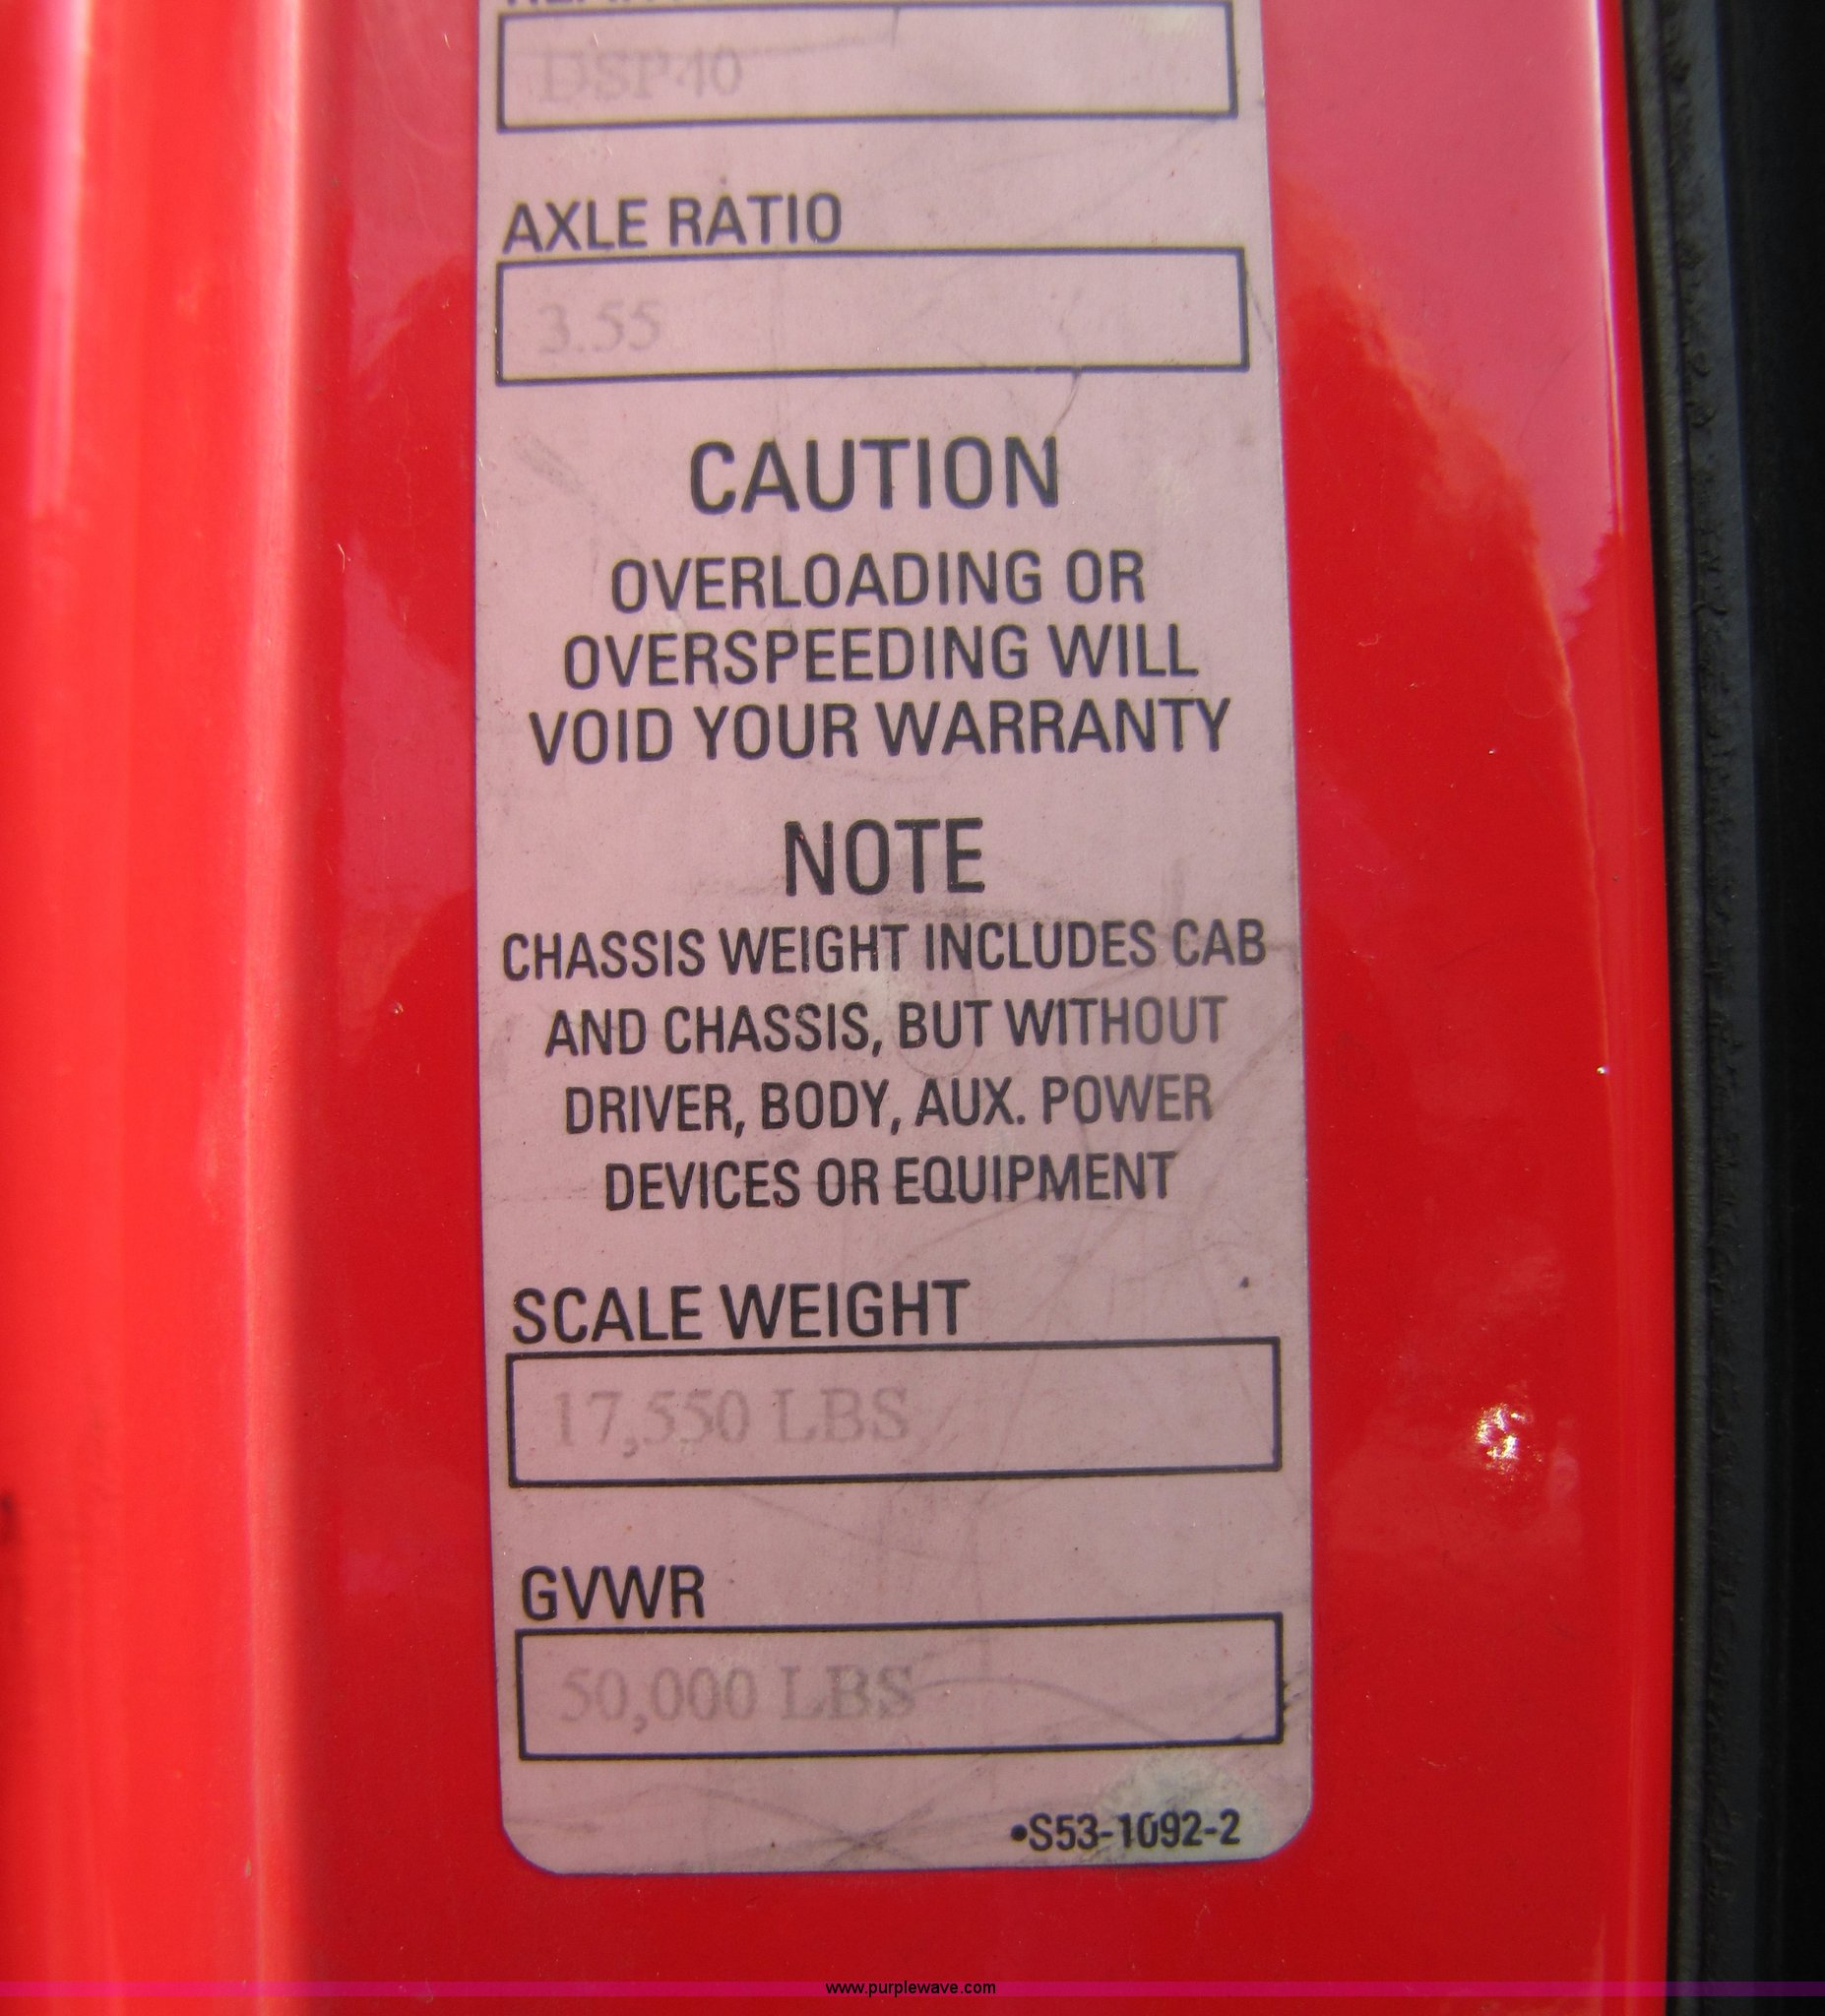 DSP40
AXLE RATIO
3.55
CAUTION
OVERLOADING OR
OVERSPEEDING WILL
VOID YOUR WARRANTY
NOTE
CHASSIS WEIGHT INCLUDES CAB
AND CHASSIS, BUT WITHOUT
DRIVER, BODY, AUX. POWER
DEVICES OR EQUIPMENT
SCALE WEIGHT
17,550 LBS
GVWR
50,000 LBS
•S53-1092-2
www.purplewave.com